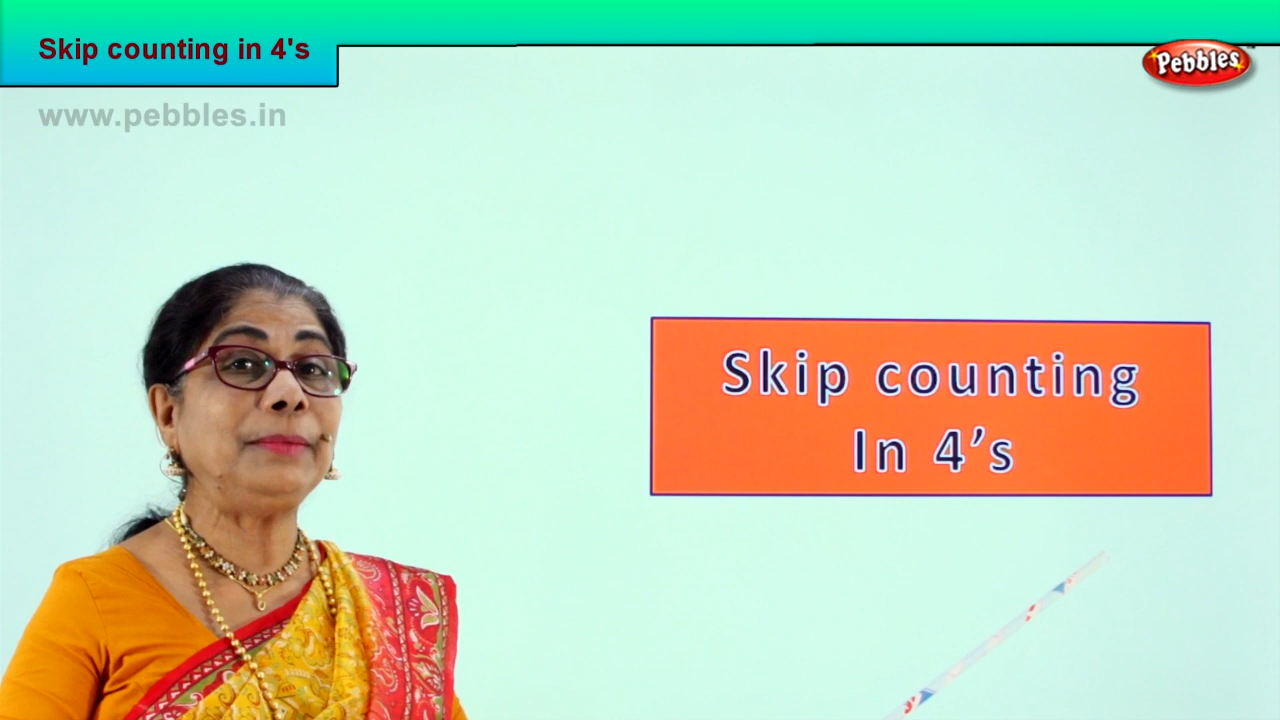 Skip counting in 4's
Pebbles
www.pebbles.in
Skip counting
In 4’s